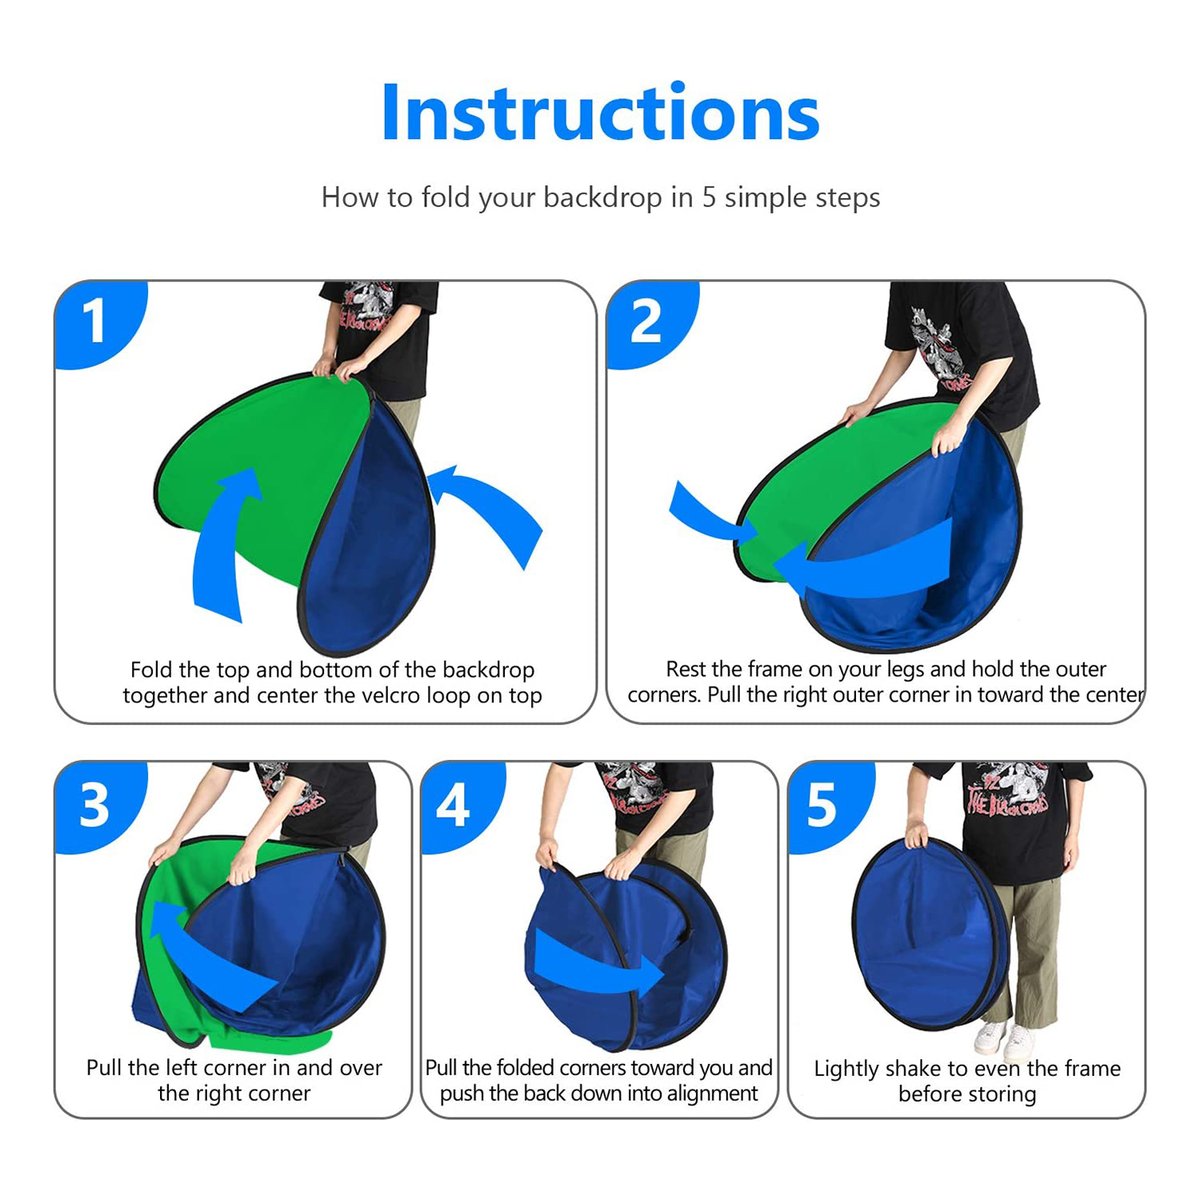 Instructions
How to fold your backdrop in 5 simple steps
1
Fold the top and bottom of the backdrop
together and center the velcro loop on top
2
Rest the frame on your legs and hold the outer
corners. Pull the right outer corner in toward the center
3
Pull the left corner in and over
the right corner
4
Pull the folded corners toward you and
push the back down into alignment
5
Lightly shake to even the frame
before storing